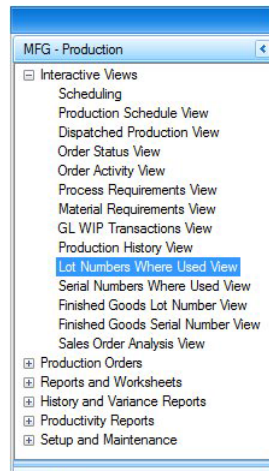 MFG - Production
Interactive Views
Scheduling
Production Schedule View
Dispatched Production View
Order Status View
Order Activity View
Process Requirements View
Material Requirements View
GL WIP Transactions View
Production History View
Lot Numbers Where Used View
Serial Numbers Where Used View
Finished Goods Lot Number View
Finished Goods Serial Number View
Sales Order Analysis View
Production Orders
Reports and Worksheets
History and Variance Reports
Productivity Reports
Setup and Maintenance